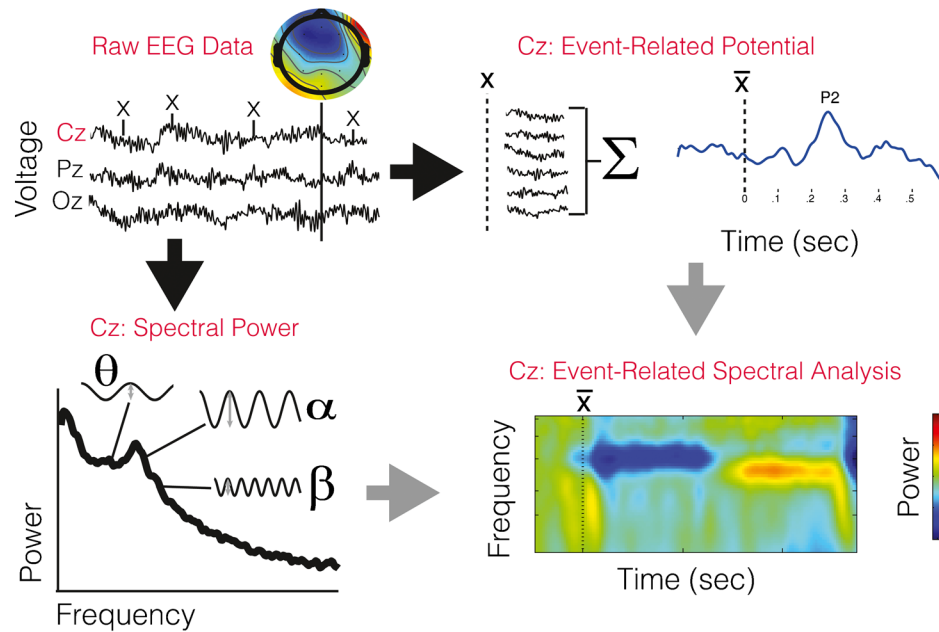 Raw EEG Data
X
X
X
X
Voltage
Cz
Pz
Oz
Cz: Event-Related Potential
X
Σ
X̅
P2
0 .1 .2 .3 .4 .5
Time (sec)
Cz: Spectral Power
θ
α
β
Power
Frequency
Cz: Event-Related Spectral Analysis
X̅
Frequency
Time (sec)
Power